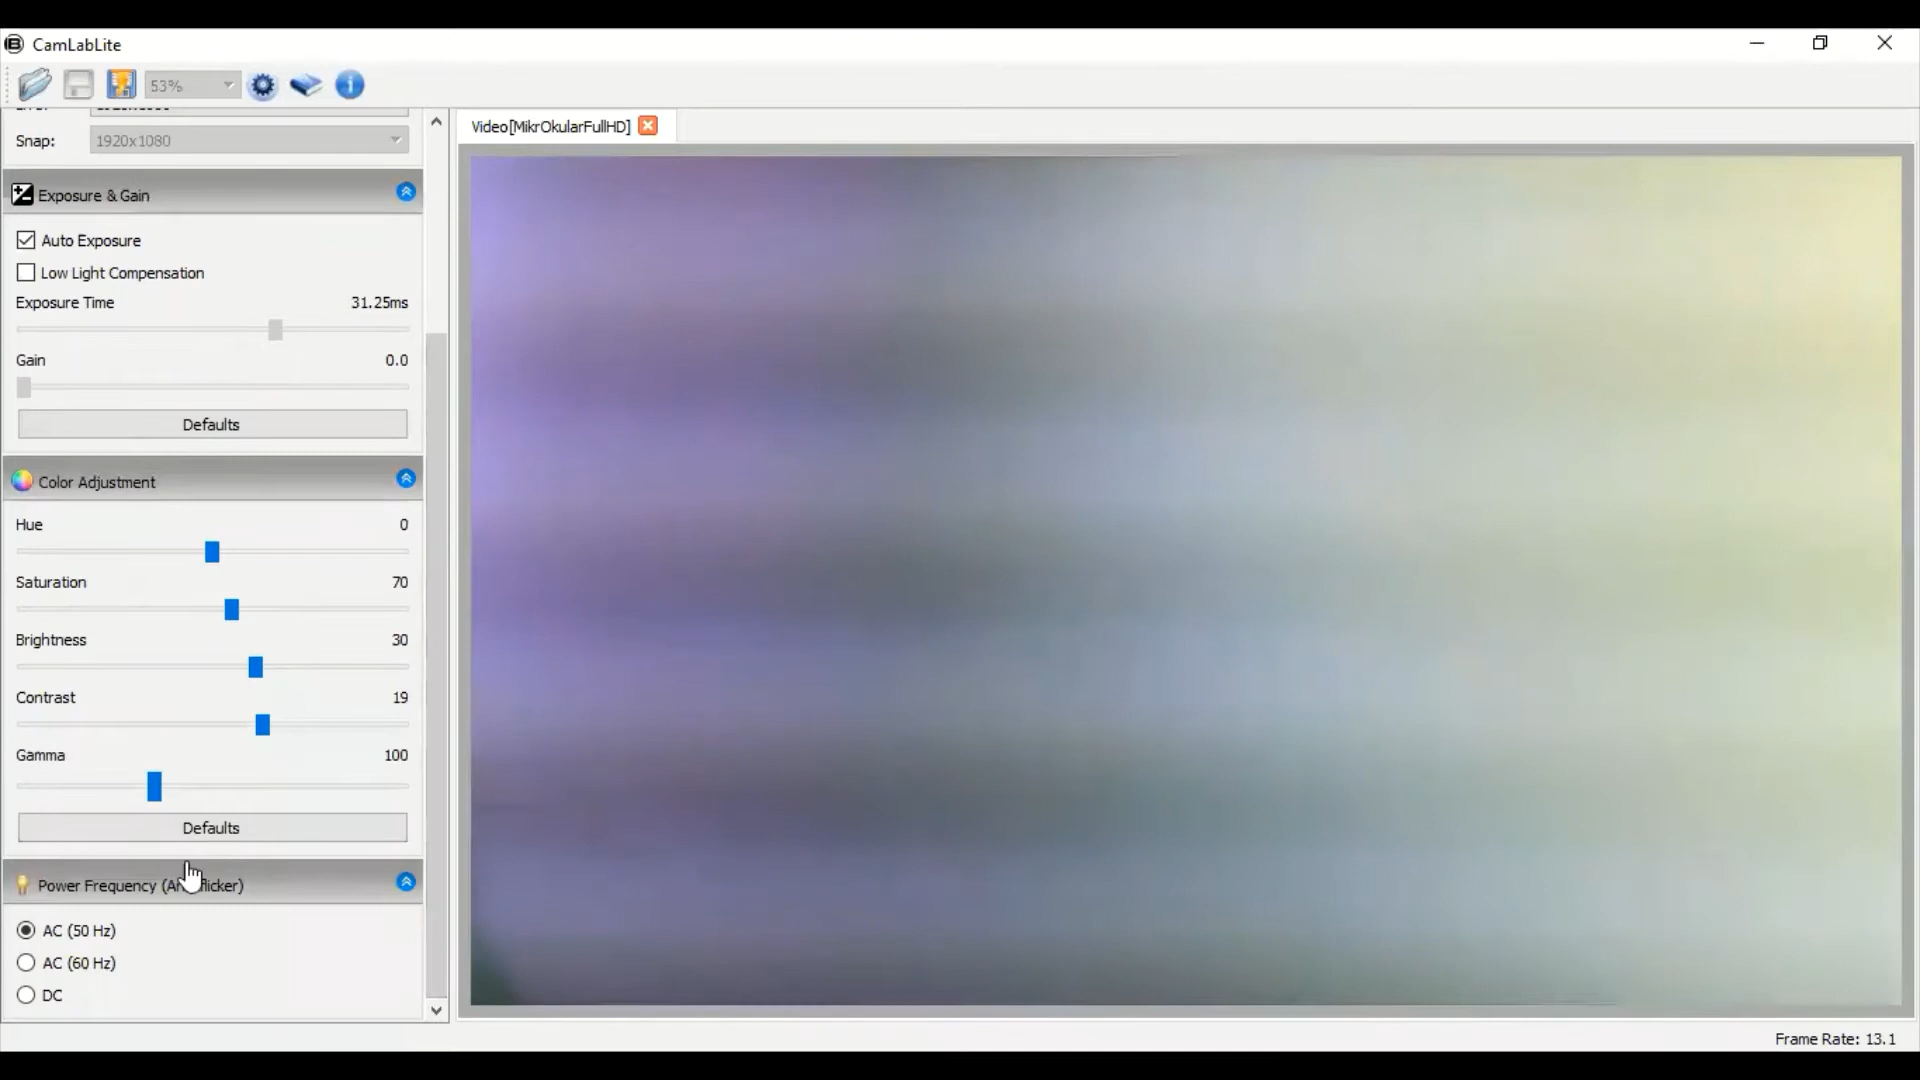 CamLabLite
53%
Snap: 1920x1080
Video[MikrOkularFullHD]
Exposure & Gain
Auto Exposure
Low Light Compensation
Exposure Time 31.25ms
Gain 0.0
Defaults
Color Adjustment
Hue 0
Saturation 70
Brightness 30
Contrast 19
Gamma 100
Defaults
Power Frequency
AC (50 Hz)
AC (60 Hz)
DC
Frame Rate: 13.1